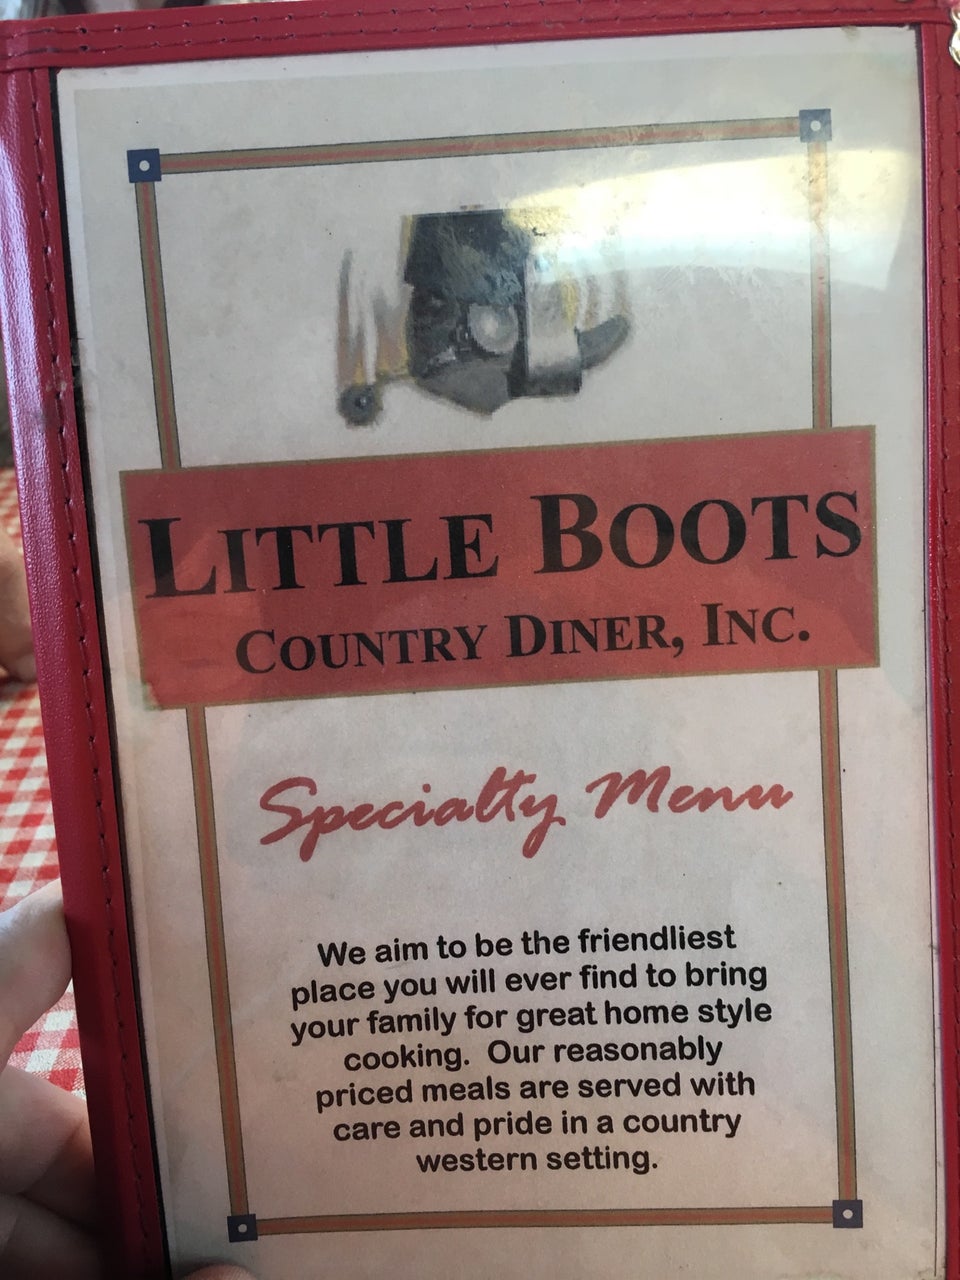 LITTLE BOOTS
COUNTRY DINER, INC.
Specialty Menu
We aim to be the friendliest
place you will ever find to bring
your family for great home style
cooking. Our reasonably
priced meals are served with
care and pride in a country
western setting.